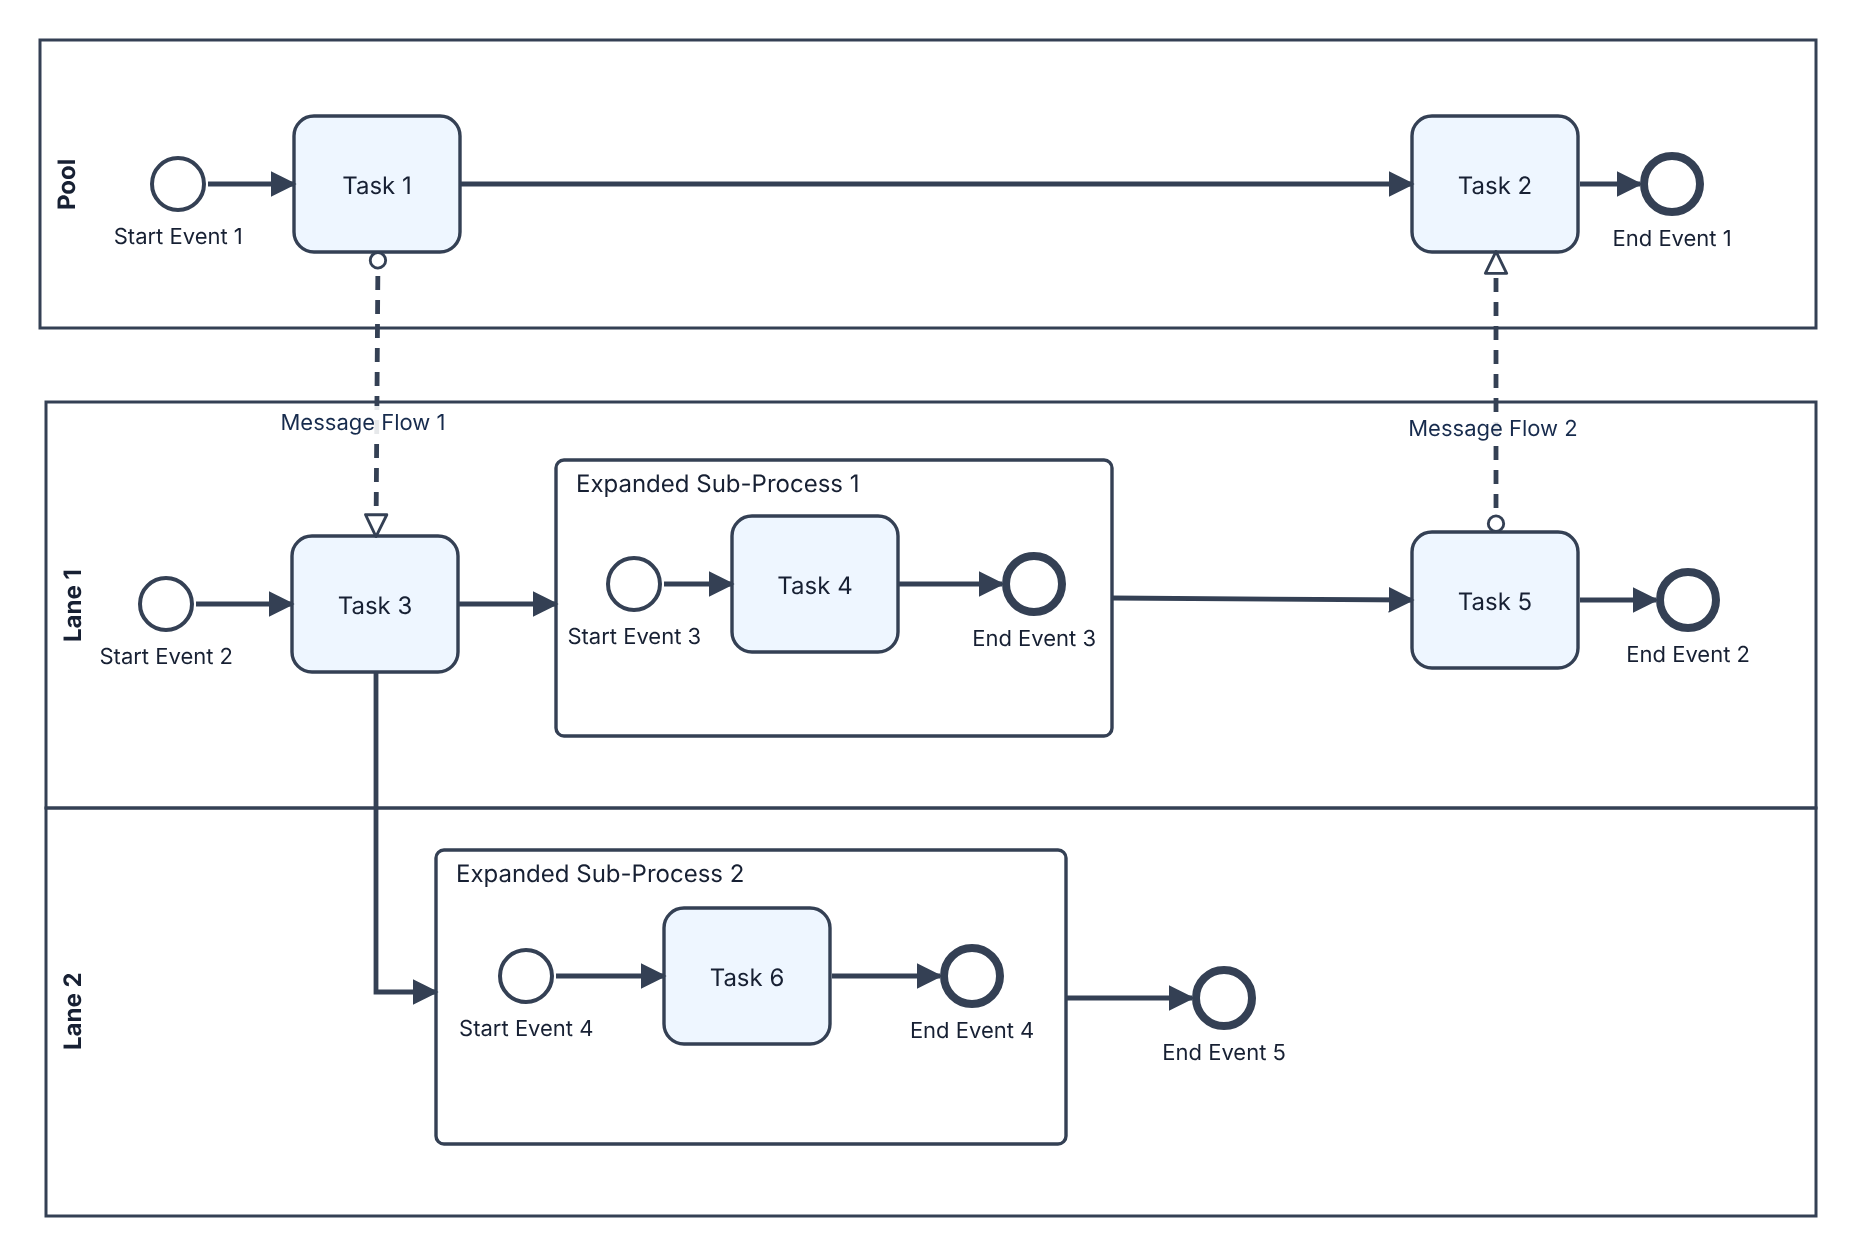 Pool
Start Event 1
Task 1
Task 2
End Event 1
Message Flow 1
Message Flow 2
Lane 1
Start Event 2
Task 3
Expanded Sub-Process 1
Start Event 3
Task 4
End Event 3
Task 5
End Event 2
Lane 2
Expanded Sub-Process 2
Start Event 4
Task 6
End Event 4
End Event 5